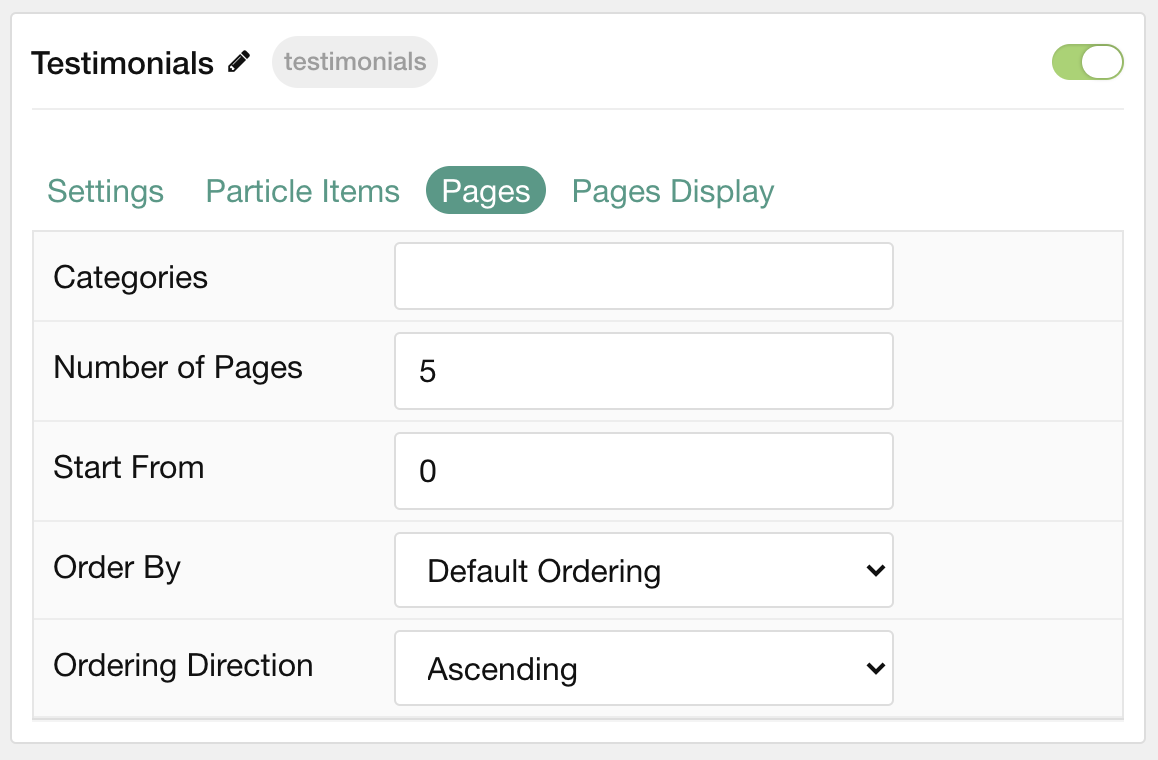 Testimonials testimonials
Settings Particle Items Pages Pages Display
Categories
Number of Pages 5
Start From 0
Order By Default Ordering
Ordering Direction Ascending